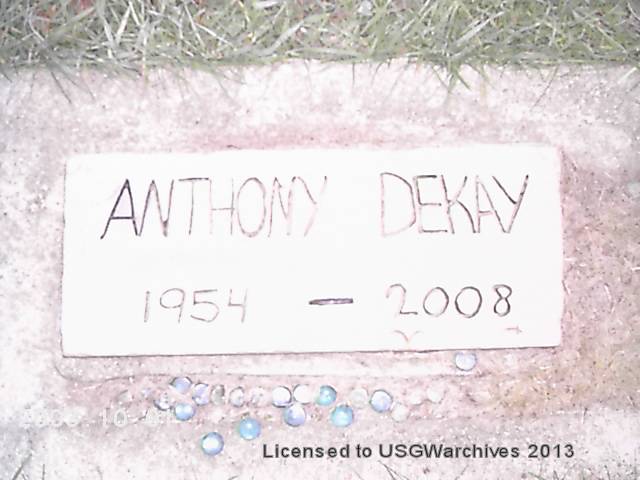 ANTHONY DEKAY
1954 – 2008
Licensed to USGWarchives 2013